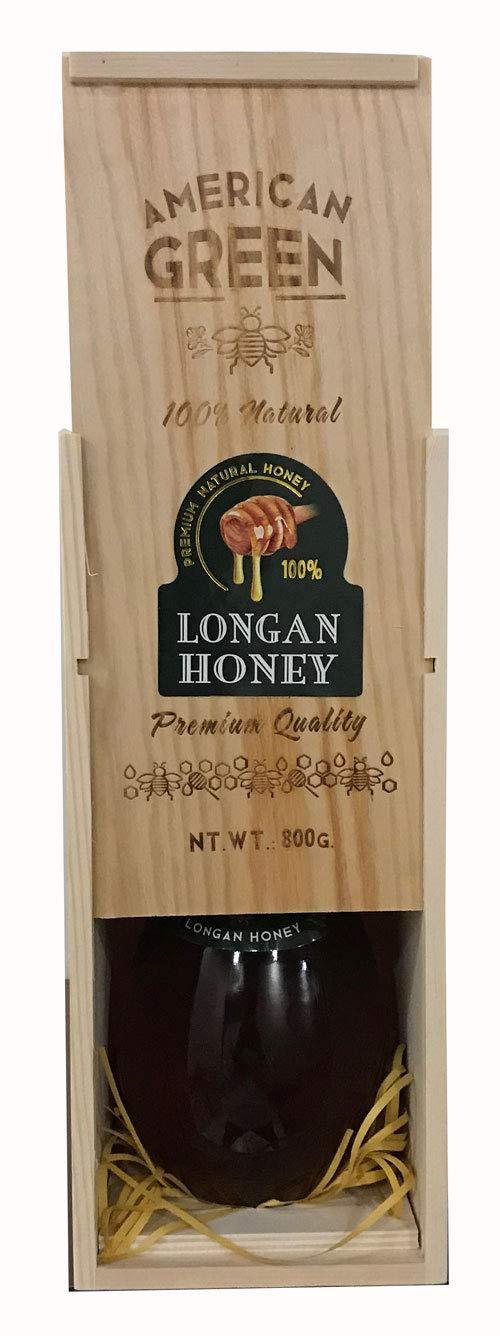 AMERICAN
GREEN
100% Natural
PREMIUM NATURAL HONEY
100%
LONGAN
HONEY
Premium Quality
NT.WT.: 800G.
LONGAN HONEY